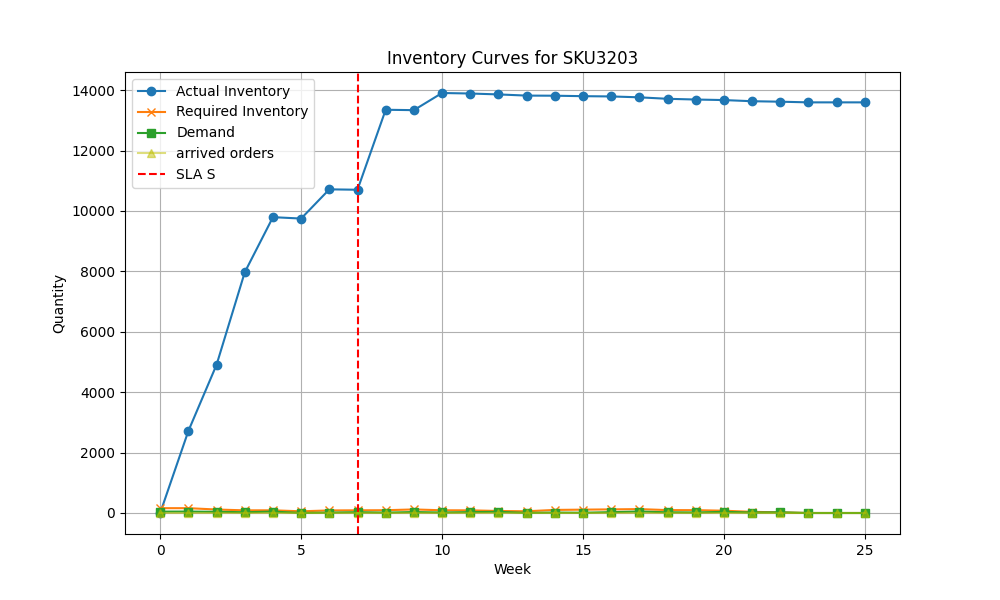 Inventory Curves for SKU3203
Actual Inventory
Required Inventory
Demand
arrived orders
SLA S
Quantity
14000
12000
10000
8000
6000
4000
2000
0
0 5 10 15 20 25
Week